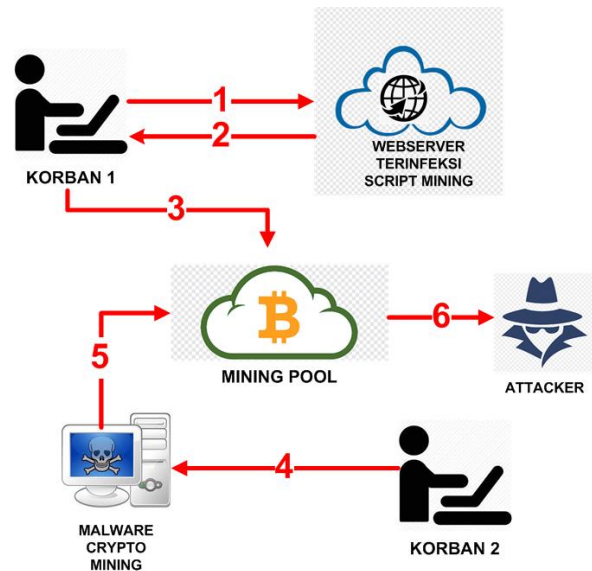 1
2
KORBAN 1
WEBSERVER
TERINFEKSI
SCRIPT MINING
3
MINING POOL
6
ATTACKER
5
4
MALWARE
CRYPTO
MINING
KORBAN 2